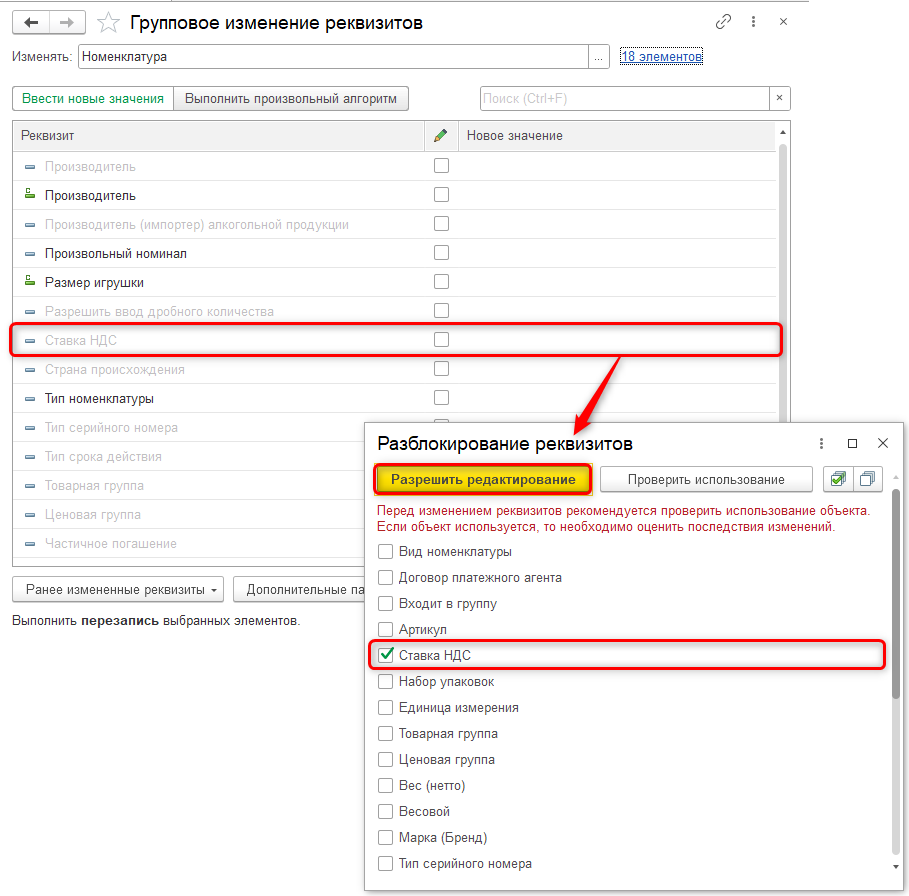 Групповое изменение реквизитов
Изменять: Номенклатура ... 18 элементов
Ввести новые значения Выполнить произвольный алгоритм Поиск (Ctrl+F) ×
Реквизит Новое значение
Производитель
Производитель
Производитель (импортер) алкогольной продукции
Произвольный номинал
Размер игрушки
Разрешить ввод дробного количества
Ставка НДС
Страна происхождения
Тип номенклатуры
Тип серийного номера
Тип срока действия
Товарная группа
Ценовая группа
Частичное погашение
Ранее измененные реквизиты Дополнительные па
Выполнить перезапись выбранных элементов.
Разблокирование реквизитов
Разрешить редактирование Проверить использование
Перед изменением реквизитов рекомендуется проверить использование объекта.
Если объект используется, то необходимо оценить последствия изменений.
Вид номенклатуры
Договор платежного агента
Входит в группу
Артикул
Ставка НДС
Набор упаковок
Единица измерения
Товарная группа
Ценовая группа
Вес (нетто)
Весовой
Марка (Бренд)
Тип серийного номера